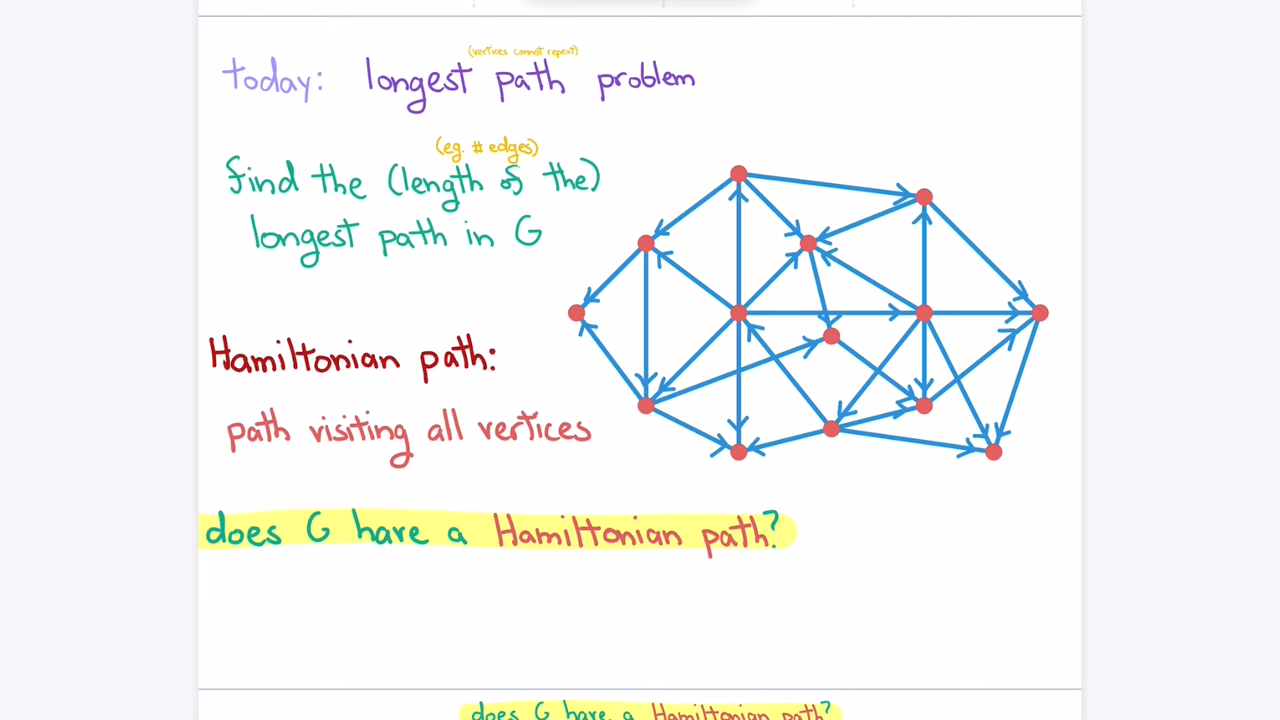 (vertices cannot repeat)
today: longest path problem
(eg. # edges)
find the (length of the)
longest path in G
Hamiltonian path:
path visiting all vertices
does G have a Hamiltonian path?
does G have a Hamiltonian path?